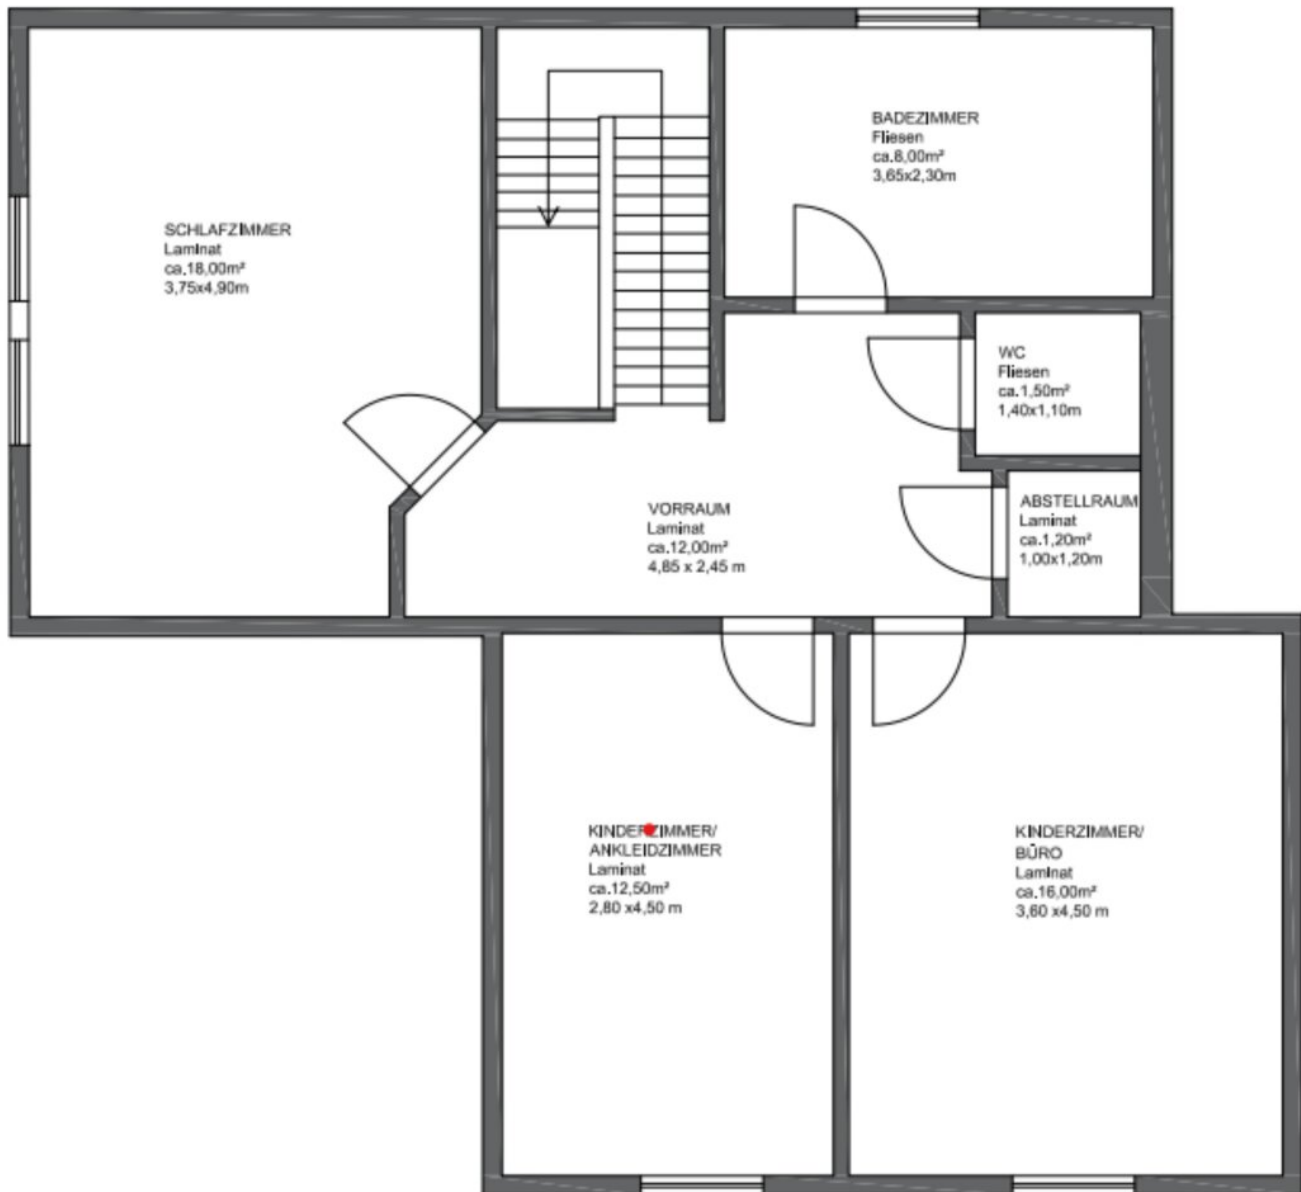 BADEZIMMER
Fliesen
ca.8,00m²
3,65x2,30m
SCHLAFZIMMER
Laminat
ca.18,00m²
3,75x4,90m
WC
Fliesen
ca.1,50m²
1,40x1,10m
VORRAUM
Laminat
ca.12,00m²
4,85 x 2,45 m
ABSTELLRAUM
Laminat
ca.1,20m²
1,00x1,20m
KINDERZIMMER/
ANKLEIDZIMMER
Laminat
ca.12,50m²
2,80 x4,50 m
KINDERZIMMER/
BÜRO
Laminat
ca.16,00m²
3,60 x4,50 m